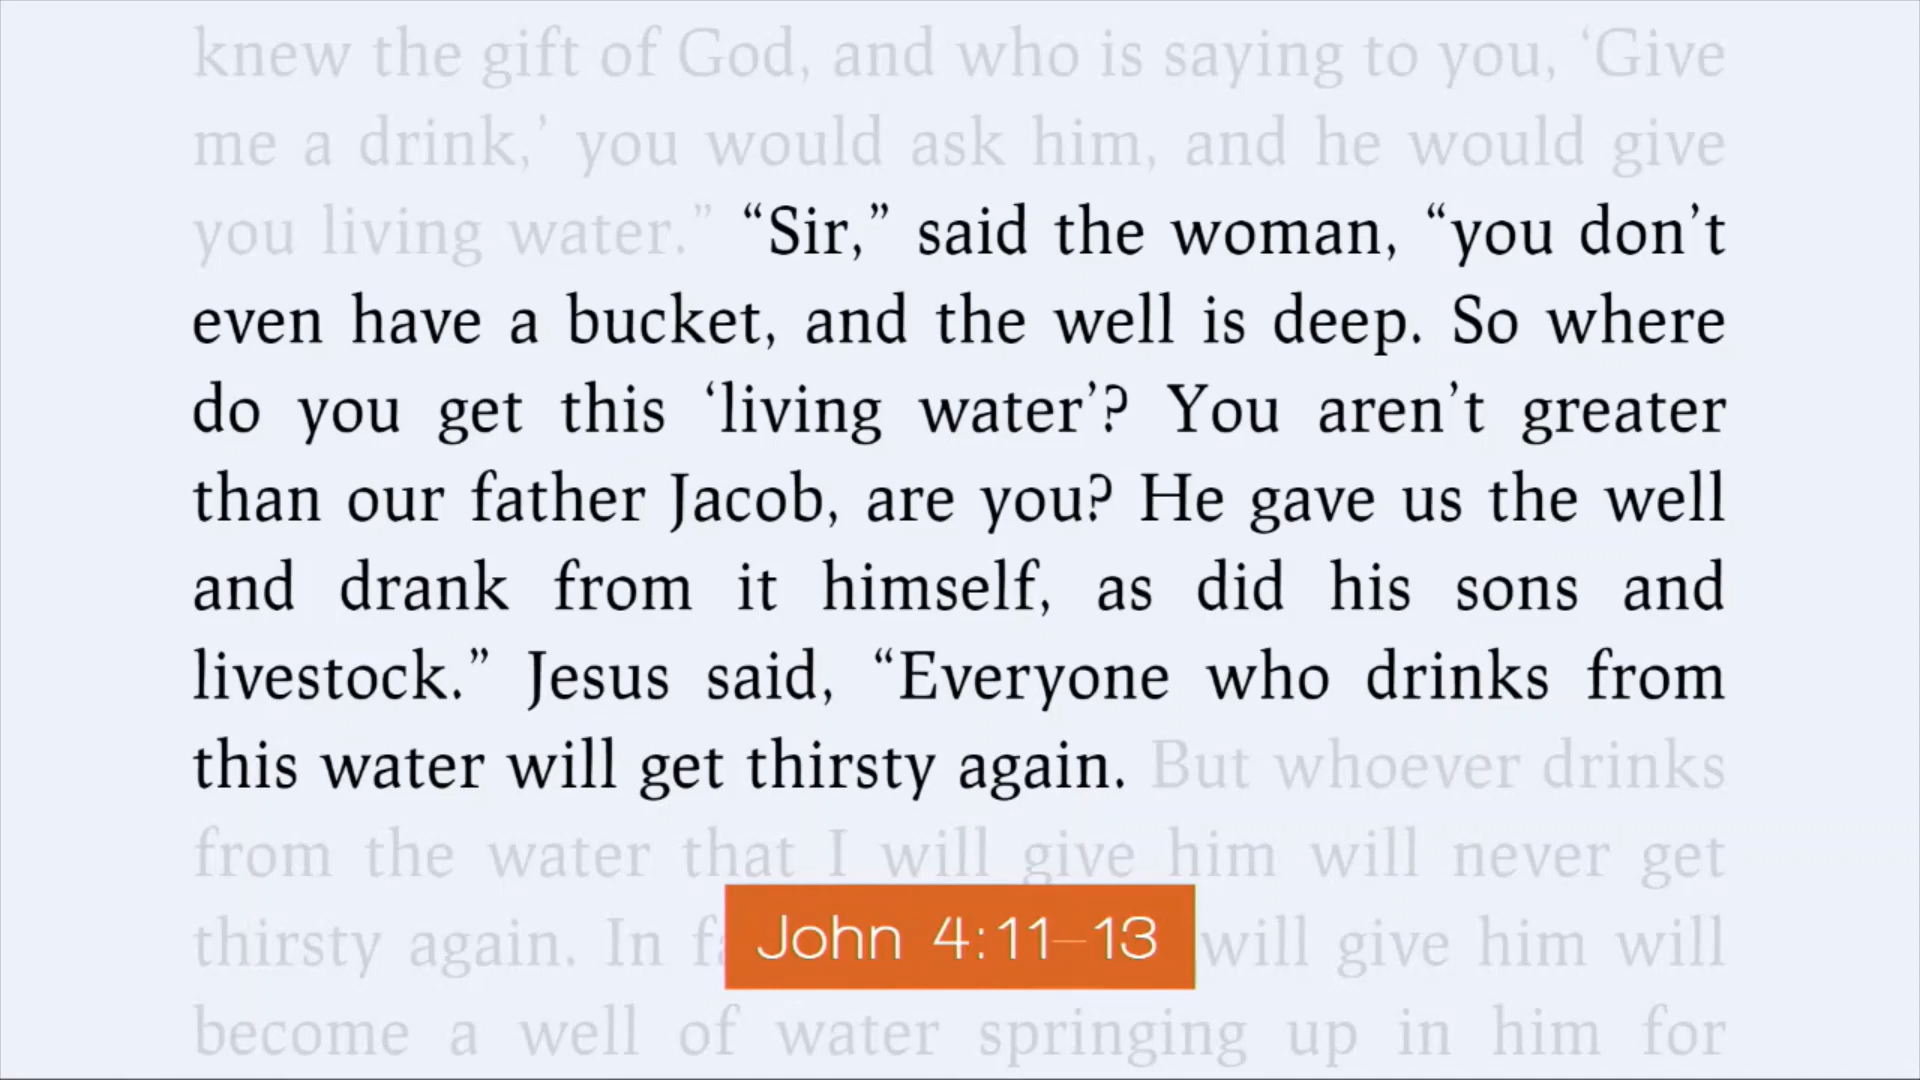 knew the gift of God, and who is saying to you, ‘Give
me a drink,’ you would ask him, and he would give
you living water.” “Sir,” said the woman, “you don’t
even have a bucket, and the well is deep. So where
do you get this ‘living water’? You aren’t greater
than our father Jacob, are you? He gave us the well
and drank from it himself, as did his sons and
livestock.” Jesus said, “Everyone who drinks from
this water will get thirsty again. But whoever drinks
from the water that I will give him will never get
thirsty again. In will give him will
John 4:11–13
become a well of water springing up in him for